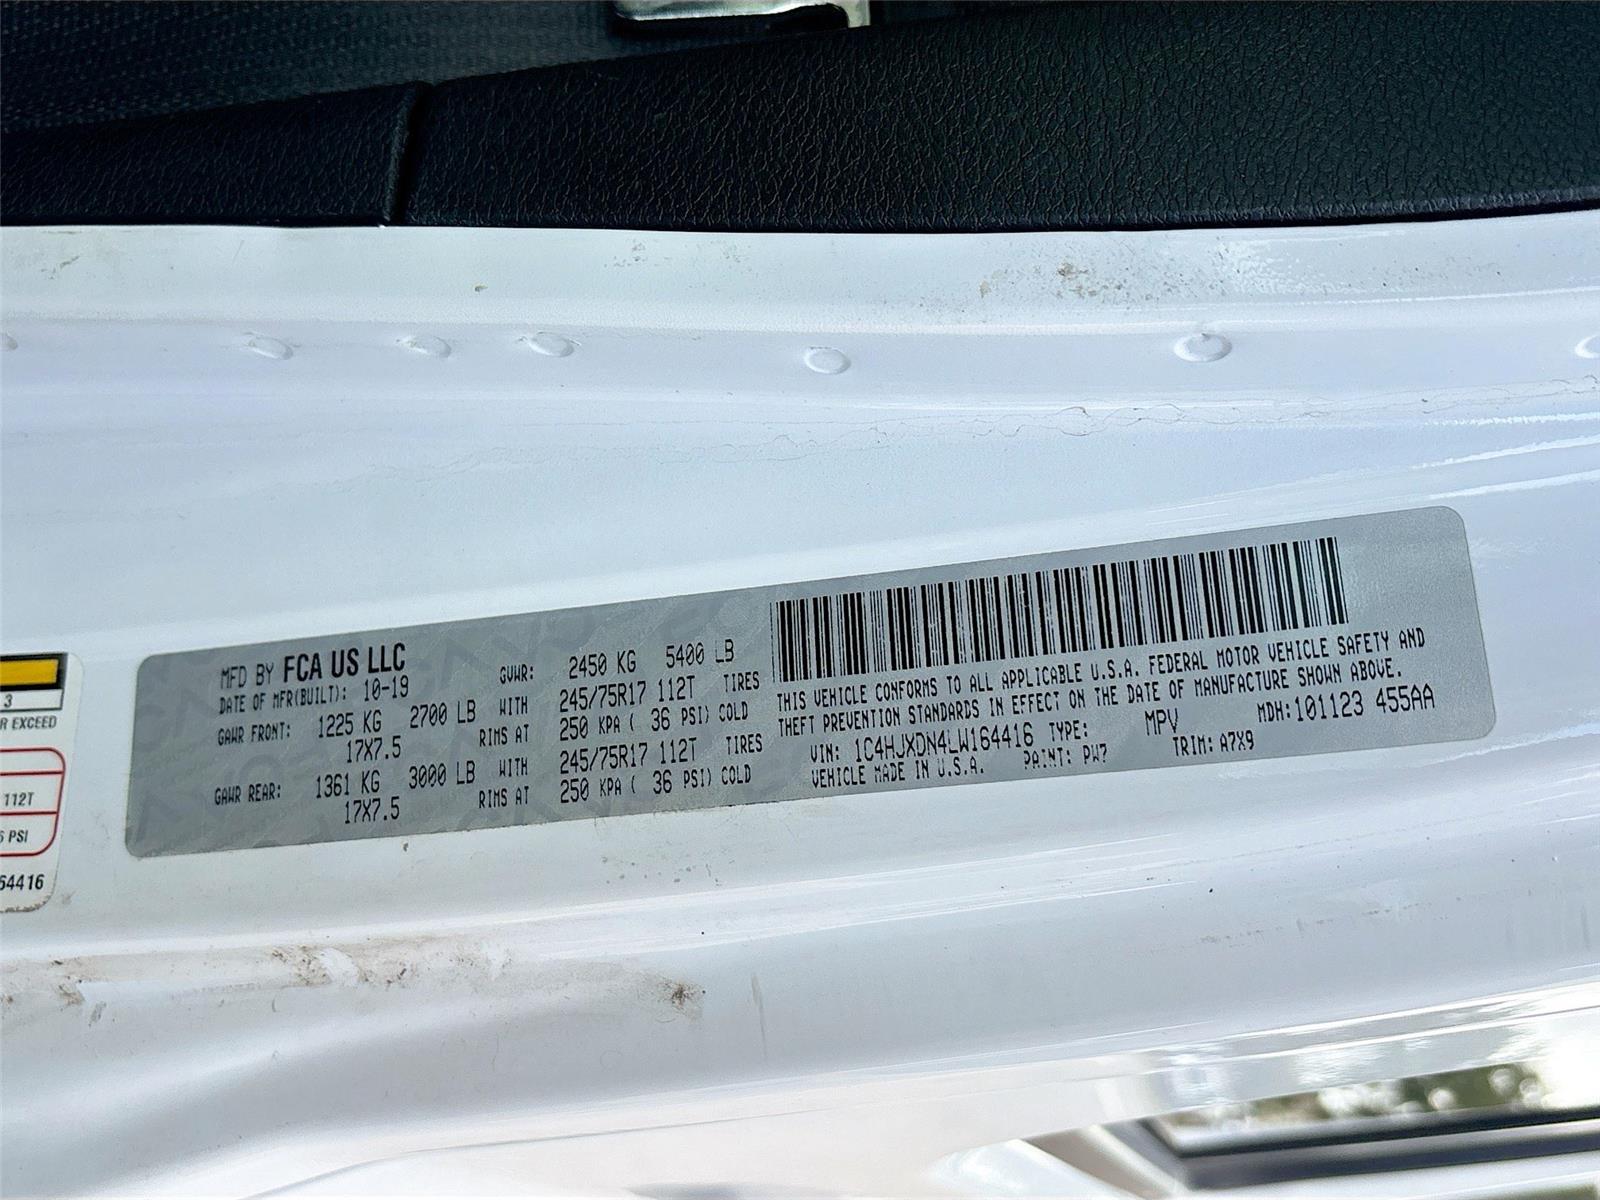 3
R EXCEED
112T
6 PSI
64416
MFD BY FCA US LLC
DATE OF MFR(BUILT): 10-19
GVWR: 2450 KG 5400 LB
GAWR FRONT: 1225 KG 2700 LB WITH 245/75R17 112T TIRES
17X7.5 RIMS AT 250 KPA ( 36 PSI) COLD
GAWR REAR: 1361 KG 3000 LB WITH 245/75R17 112T TIRES
17X7.5 RIMS AT 250 KPA ( 36 PSI) COLD
THIS VEHICLE CONFORMS TO ALL APPLICABLE U.S.A. FEDERAL MOTOR VEHICLE SAFETY AND
THEFT PREVENTION STANDARDS IN EFFECT ON THE DATE OF MANUFACTURE SHOWN ABOVE.
VIN: 1C4HJXDN4LW164416 TYPE: MPV MDH:101123 455AA
VEHICLE MADE IN U.S.A. PAINT: PW7 TRIM: A7X9